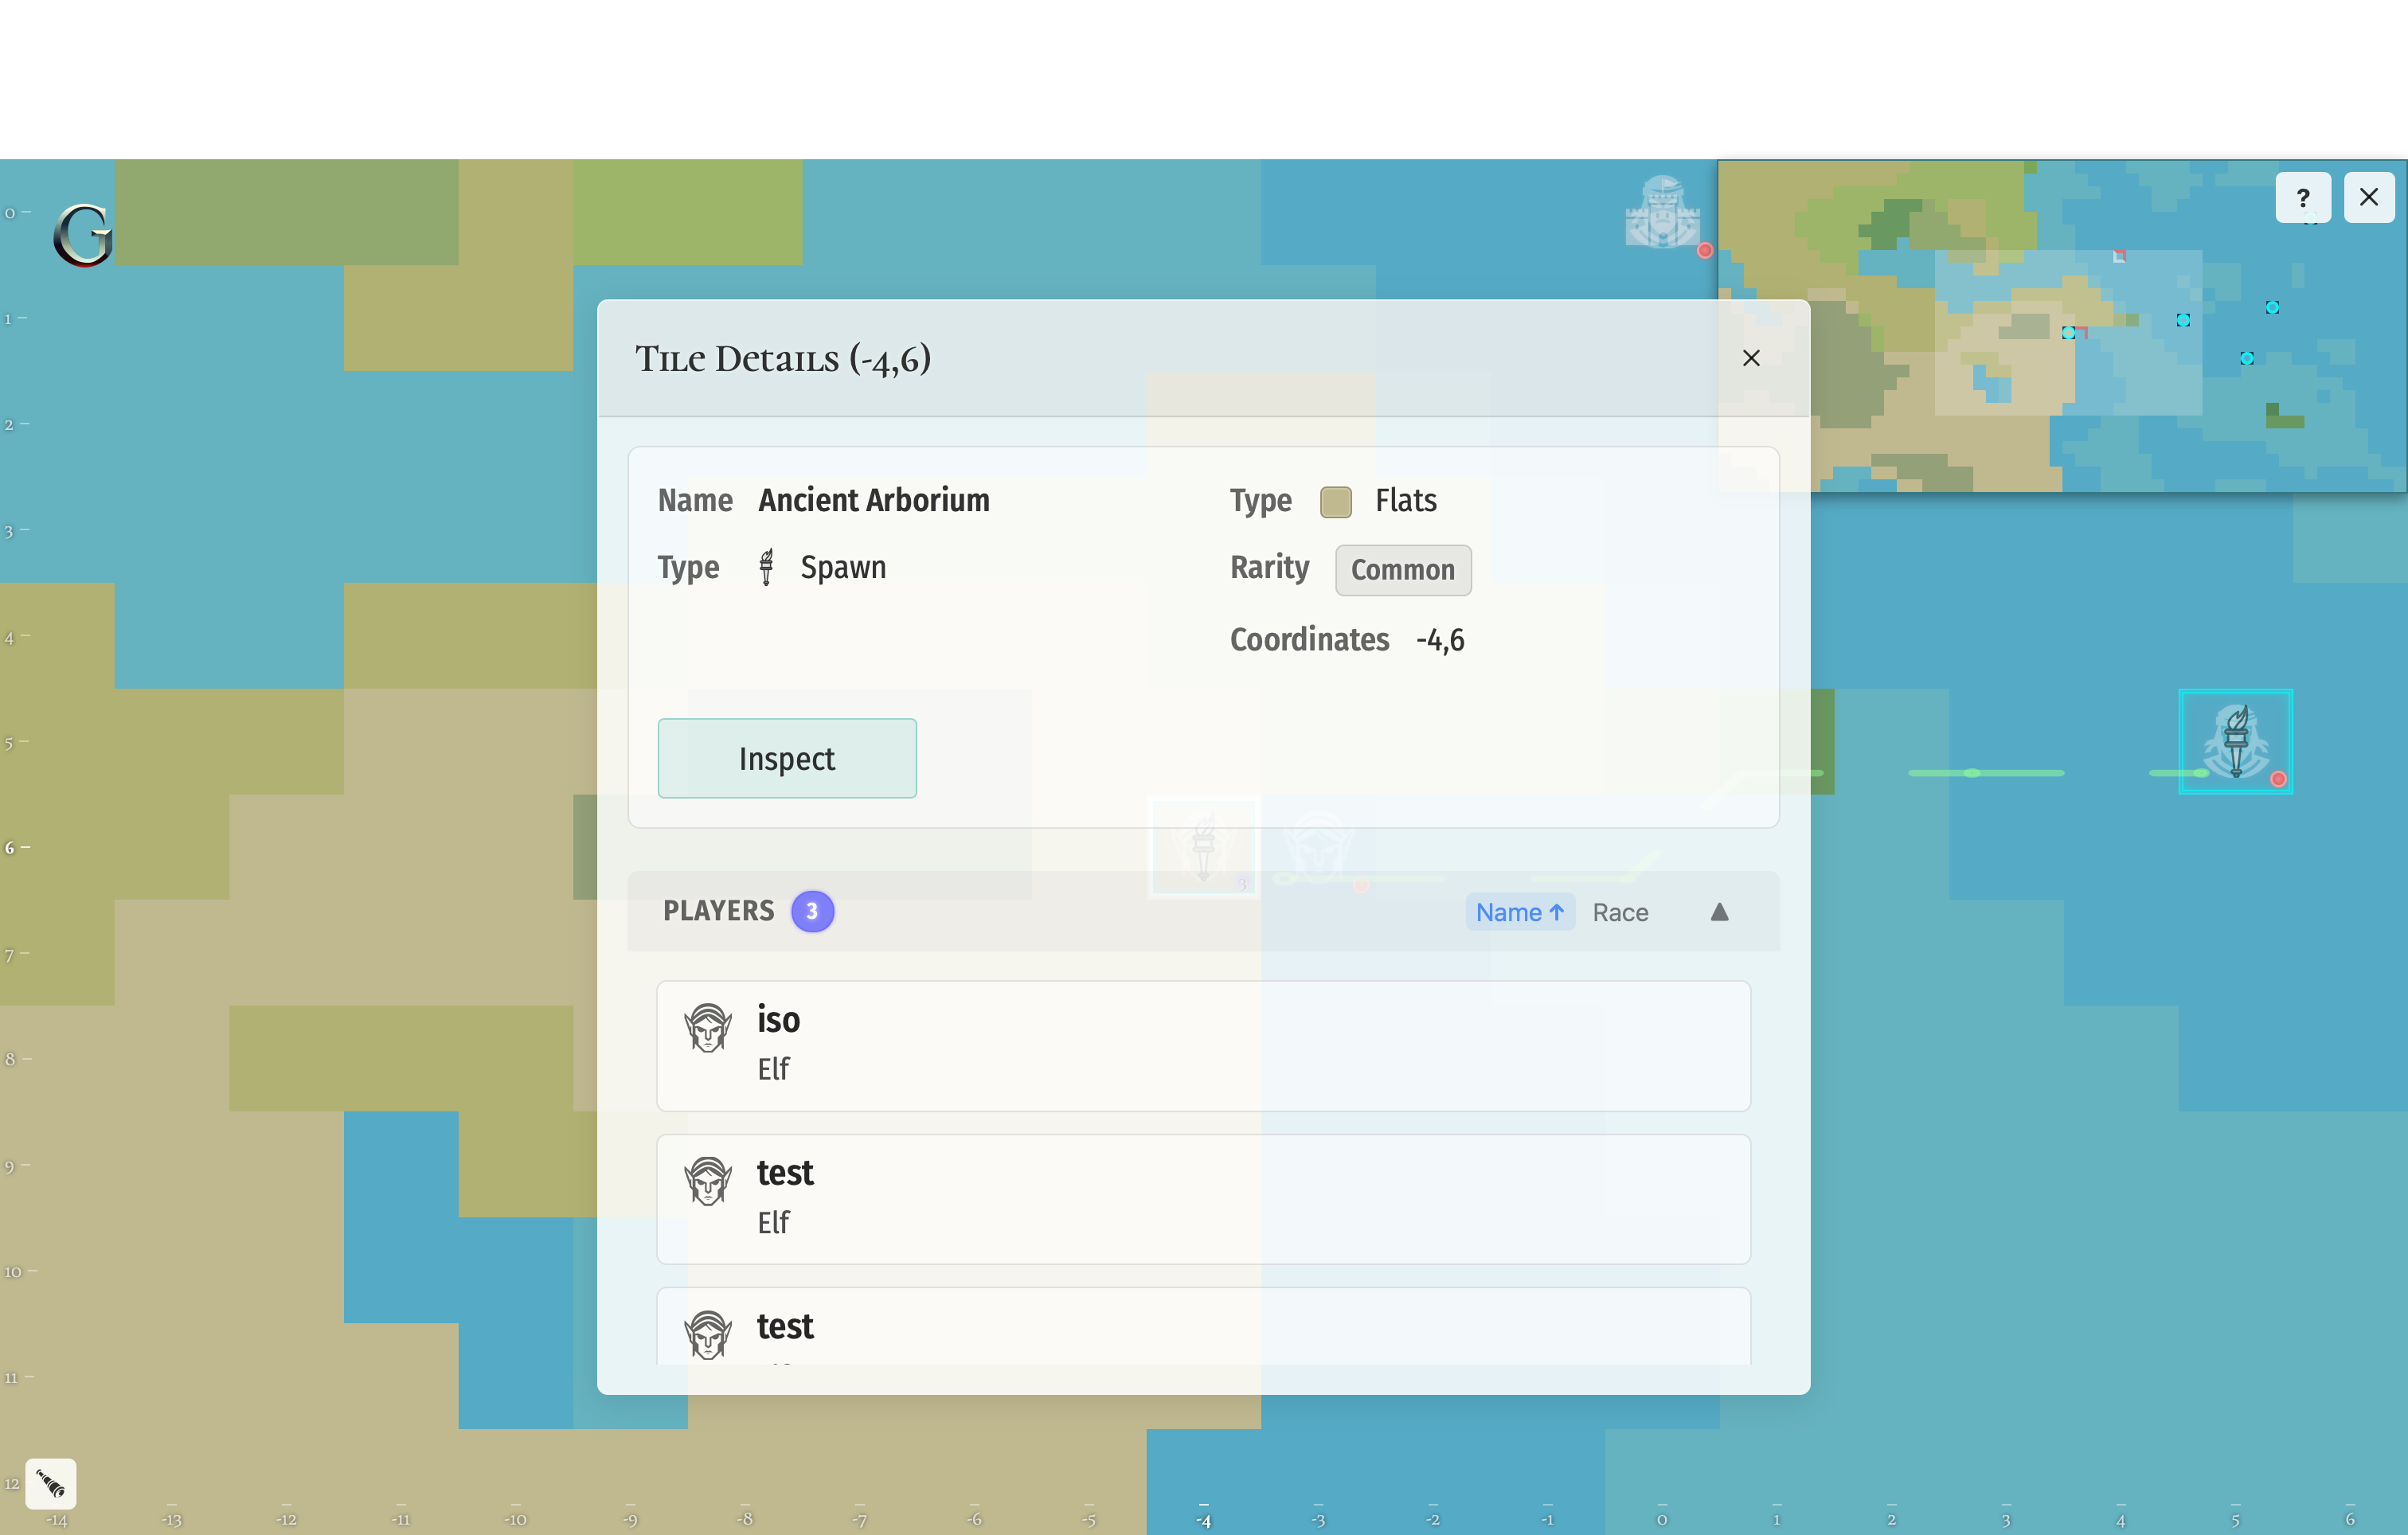 G
?
0
1
2
3
4
5
6
7
8
9
10
11
12
Tile Details (-4,6)
Name Ancient Arborium
Type Spawn
Type Flats
Rarity Common
Coordinates -4,6
Inspect
3
PLAYERS 3 Name ↑ Race ▲
iso
Elf
test
Elf
test
-14 -13 -12 -11 -10 -9 -8 -7 -6 -5 -4 -3 -2 -1 0 1 2 3 4 5 6